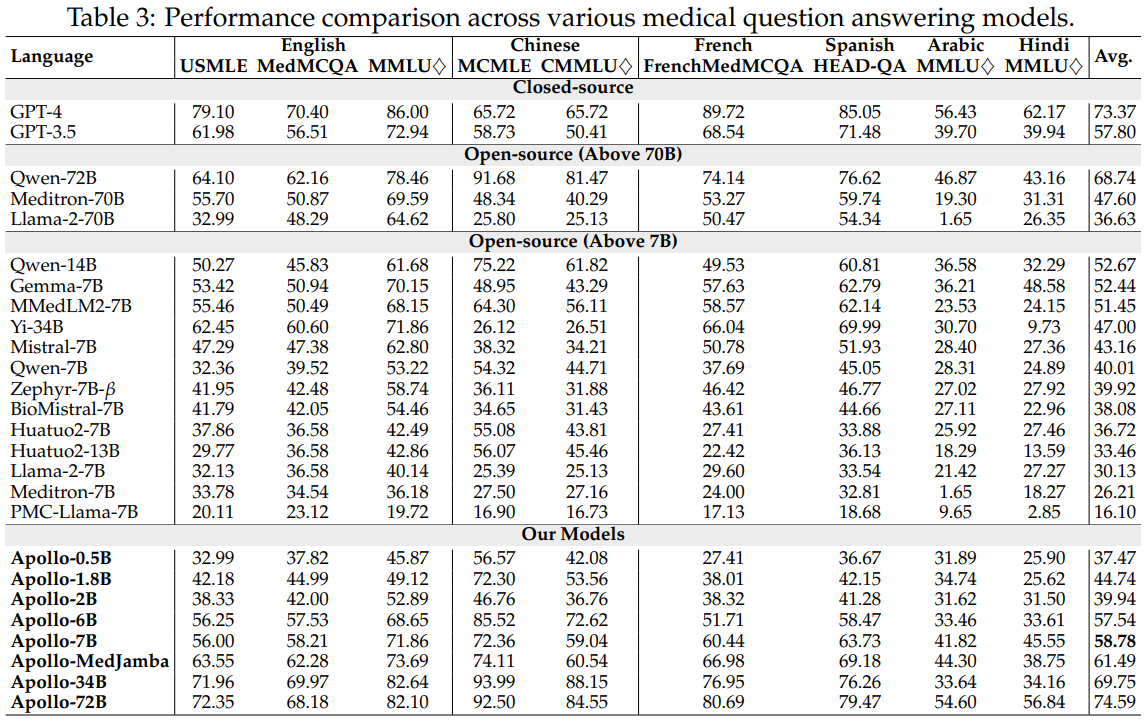 Table 3: Performance comparison across various medical question answering models.
Language English Chinese French Spanish Arabic Hindi Avg.
USMLE MedMCQA MMLU♢ MCMLE CMMLU♢ FrenchMedMCQA HEAD-QA MMLU♢ MMLU♢
Closed-source
GPT-4 79.10 70.40 86.00 65.72 65.72 89.72 85.05 56.43 62.17 73.37
GPT-3.5 61.98 56.51 72.94 58.73 50.41 68.54 71.48 39.70 39.94 57.80
Open-source (Above 70B)
Qwen-72B 64.10 62.16 78.46 91.68 81.47 74.14 76.62 46.87 43.16 68.74
Meditron-70B 55.70 50.87 69.59 48.34 40.29 53.27 59.74 19.30 31.31 47.60
Llama-2-70B 32.99 48.29 64.62 25.80 25.13 50.47 54.34 1.65 26.35 36.63
Open-source (Above 7B)
Qwen-14B 50.27 45.83 61.68 75.22 61.82 49.53 60.81 36.58 32.29 52.67
Gemma-7B 53.42 50.94 70.15 48.95 43.29 57.63 62.79 36.21 48.58 52.44
MMedLM2-7B 55.46 50.49 68.15 64.30 56.11 58.57 62.14 23.53 24.15 51.45
Yi-34B 62.45 60.60 71.86 26.12 26.51 66.04 69.99 30.70 9.73 47.00
Mistral-7B 47.29 47.38 62.80 38.32 34.21 50.78 51.93 28.40 27.36 43.16
Qwen-7B 32.36 39.52 53.22 54.32 44.71 37.69 45.05 28.31 24.89 40.01
Zephyr-7B-β 41.95 42.48 58.74 36.11 31.88 46.42 46.77 27.02 27.92 39.92
BioMistral-7B 41.79 42.05 54.46 34.65 31.43 43.61 44.66 27.11 22.96 38.08
Huatuo2-7B 37.86 36.58 42.49 55.08 43.81 27.41 33.88 25.92 27.46 36.72
Huatuo2-13B 29.77 36.58 42.86 56.07 45.46 22.42 36.13 18.29 13.59 33.46
Llama-2-7B 32.13 36.58 40.14 25.39 25.13 29.60 33.54 21.42 27.27 30.13
Meditron-7B 33.78 34.54 36.18 27.50 27.16 24.00 32.81 1.65 18.27 26.21
PMC-Llama-7B 20.11 23.12 19.72 16.90 16.73 17.13 18.68 9.65 2.85 16.10
Our Models
Apollo-0.5B 32.99 37.82 45.87 56.57 42.08 27.41 36.67 31.89 25.90 37.47
Apollo-1.8B 42.18 44.99 49.12 72.30 53.56 38.01 42.15 34.74 25.62 44.74
Apollo-2B 38.33 42.00 52.89 46.76 36.76 38.32 41.28 31.62 31.50 39.94
Apollo-6B 56.25 57.53 68.65 85.52 72.62 51.71 58.47 33.46 33.61 57.54
Apollo-7B 56.00 58.21 71.86 72.36 59.04 60.44 63.73 41.82 45.55 58.78
Apollo-MedJamba 63.55 62.28 73.69 74.11 60.54 66.98 69.18 44.30 38.75 61.49
Apollo-34B 71.96 69.97 82.64 93.99 88.15 76.95 76.26 33.64 34.16 69.75
Apollo-72B 72.35 68.18 82.10 92.50 84.55 80.69 79.47 54.60 56.84 74.59